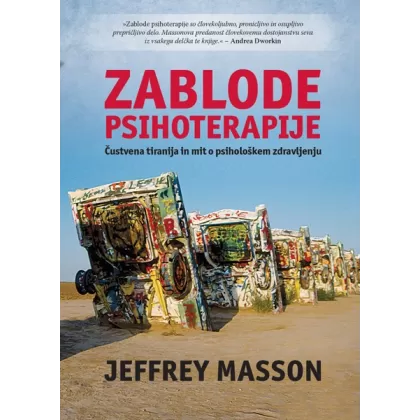 »Zablode psihoterapije so človekoljubno, pronicljivo in osupljivo
prepričljivo delo. Massonova predanost človekovemu dostojanstvu seva
iz vsakega delčka te knjige.« – Andrea Dworkin
ZABLODE
PSIHOTERAPIJE
Čustvena tiranija in mit o psihološkem zdravljenju
JEFFREY MASSON